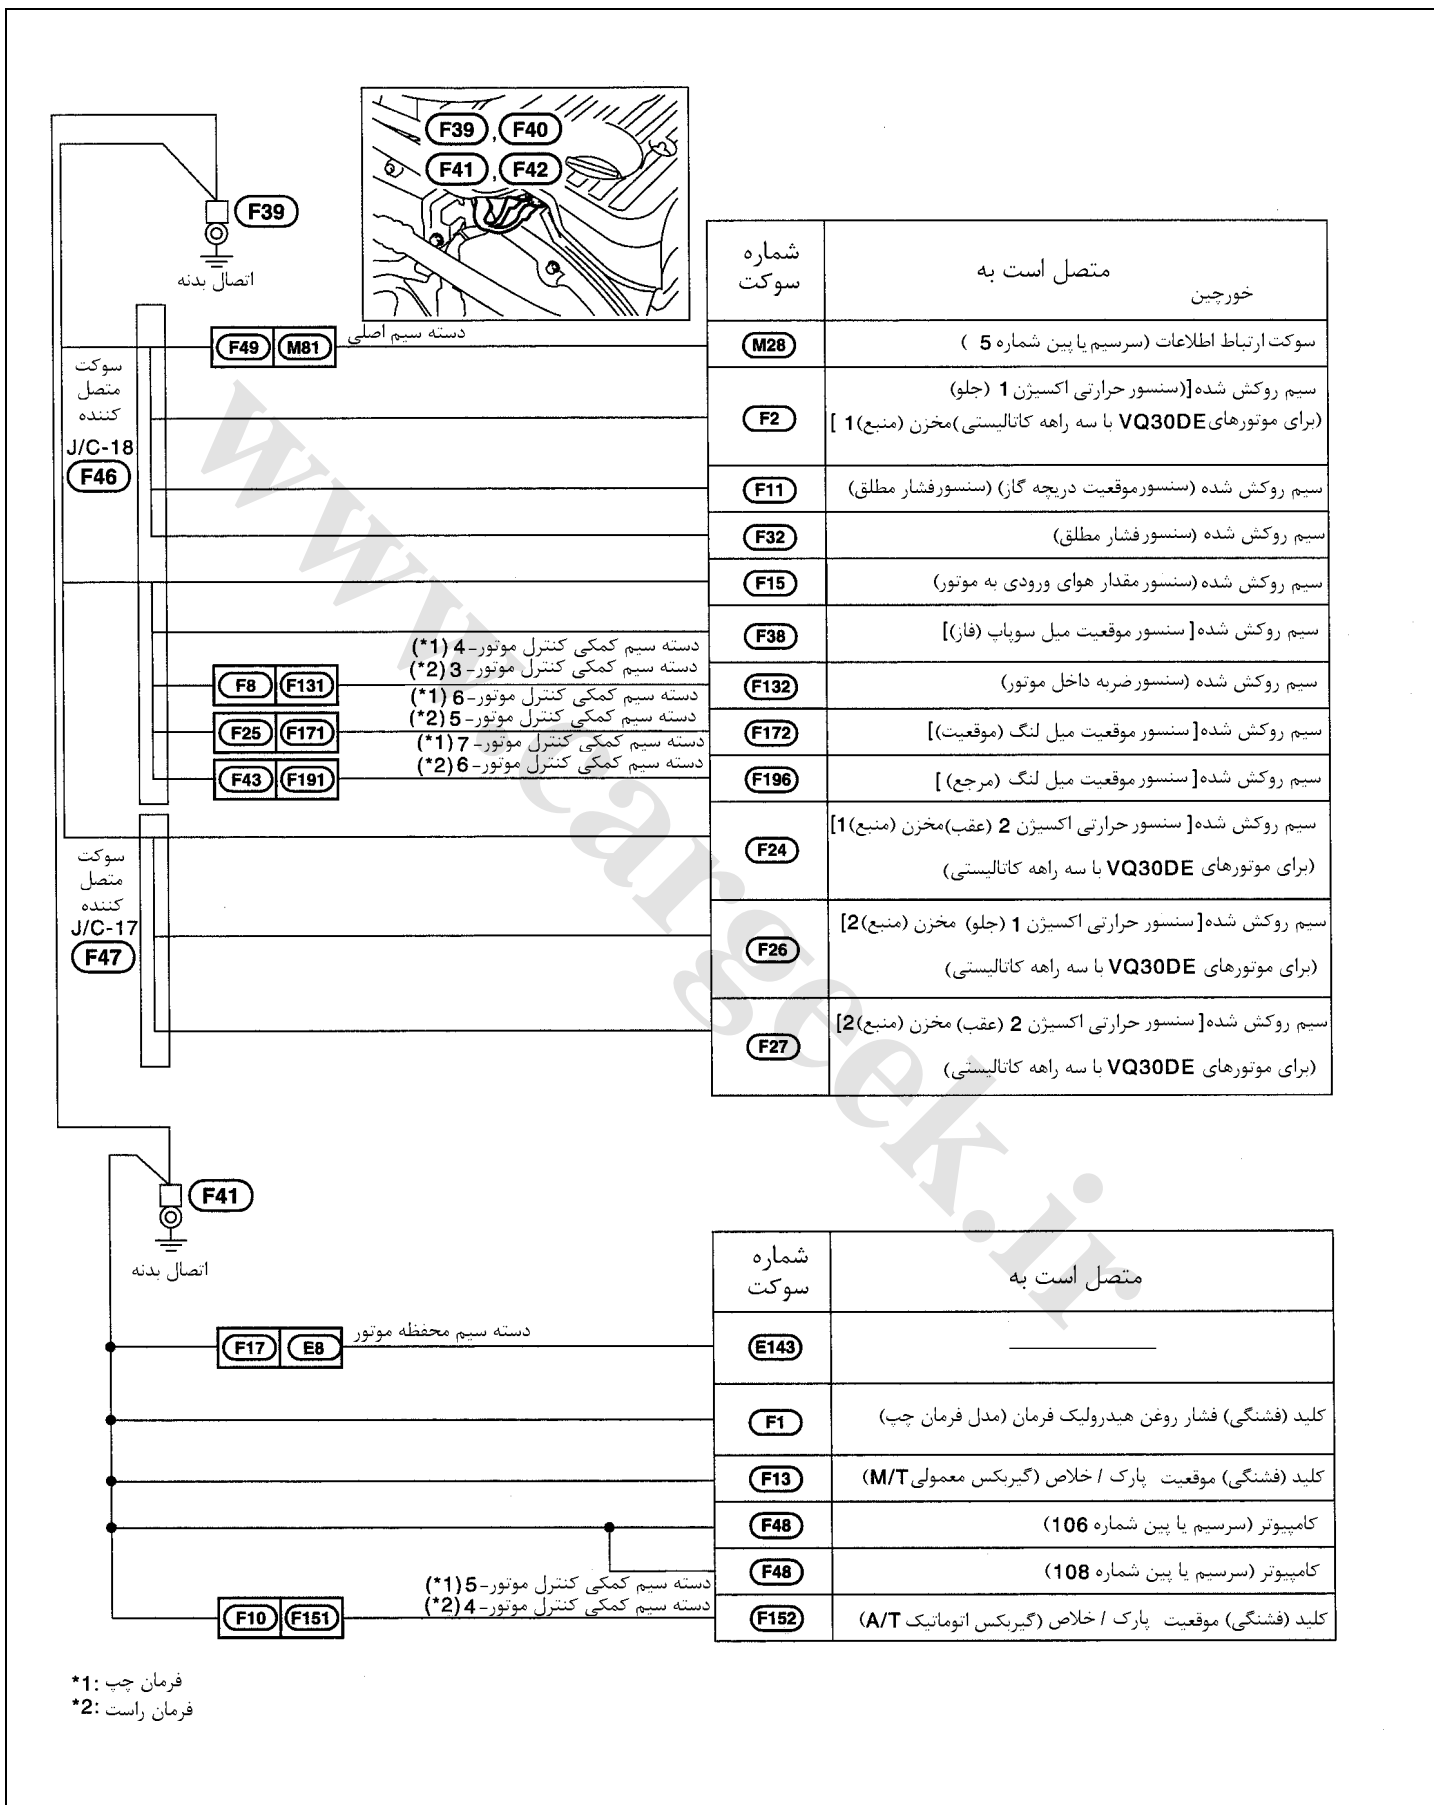 F39 , F40
F41 , F42
F39
اتصال بدنه
شماره سوکت
متصل است به
خورچین
دسته سیم اصلی
F49 M81
M28
سوکت ارتباط اطلاعات (سرسیم یا پین شماره 5 )
سوکت
متصل
کننده
J/C-18
F46
F2
سیم روکش شده[(سنسور حرارتی اکسیژن 1 (جلو)
(برای موتورهای VQ30DE با سه راهه کاتالیستی)مخزن (منبع)1 ]
F11
سیم روکش شده (سنسورموقعیت دریچه گاز) (سنسورفشار مطلق)
F32
سیم روکش شده (سنسور فشار مطلق)
F15
سیم روکش شده (سنسور مقدار هوای ورودی به موتور)
F38
سیم روکش شده[ سنسور موقعیت میل سوپاپ (فاز)]
دسته سیم کمکی کنترل موتور-4 (*1)
دسته سیم کمکی کنترل موتور-3 (*2)
F8 F131
F132
سیم روکش شده (سنسور ضربه داخل موتور)
دسته سیم کمکی کنترل موتور-6 (*1)
دسته سیم کمکی کنترل موتور-5 (*2)
F25 F171
F172
سیم روکش شده[ سنسور موقعیت میل لنگ (موقعیت)]
دسته سیم کمکی کنترل موتور-7 (*1)
دسته سیم کمکی کنترل موتور-6 (*2)
F43 F191
F196
سیم روکش شده[ سنسور موقعیت میل لنگ (مرجع) ]
F24
سیم روکش شده[ سنسور حرارتی اکسیژن 2 (عقب)مخزن (منبع)1]
(برای موتورهای VQ30DE با سه راهه کاتالیستی)
سوکت
متصل
کننده
J/C-17
F47
F26
سیم روکش شده[ سنسور حرارتی اکسیژن 1 (جلو) مخزن (منبع)2]
(برای موتورهای VQ30DE با سه راهه کاتالیستی)
F27
سیم روکش شده[ سنسور حرارتی اکسیژن 2 (عقب) مخزن (منبع)2]
(برای موتورهای VQ30DE با سه راهه کاتالیستی)
F41
اتصال بدنه
شماره سوکت
متصل است به
دسته سیم محفظه موتور
F17 E8
E143
F1
کلید (فشنگی) فشار روغن هیدرولیک فرمان (مدل فرمان چپ)
F13
کلید (فشنگی) موقعیت پارک / خلاص (گیربکس معمولی M/T)
F48
کامپیوتر (سرسیم یا پین شماره 106)
F48
کامپیوتر (سرسیم یا پین شماره 108)
دسته سیم کمکی کنترل موتور-5 (*1)
دسته سیم کمکی کنترل موتور-4 (*2)
F10 F151
F152
کلید (فشنگی) موقعیت پارک / خلاص (گیربکس اتوماتیک A/T)
*1: فرمان چپ
*2: فرمان راست
www.cargeek.ir